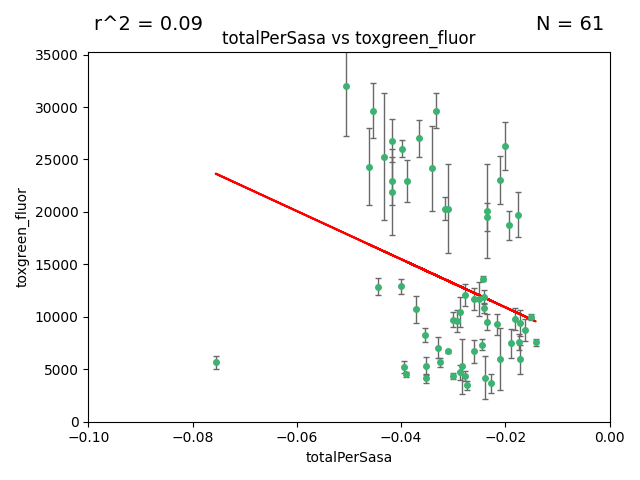 r^2 = 0.09
N = 61
totalPerSasa vs toxgreen_fluor
35000
30000
25000
20000
15000
10000
5000
0
toxgreen_fluor
−0.10
−0.08
−0.06
−0.04
−0.02
0.00
totalPerSasa